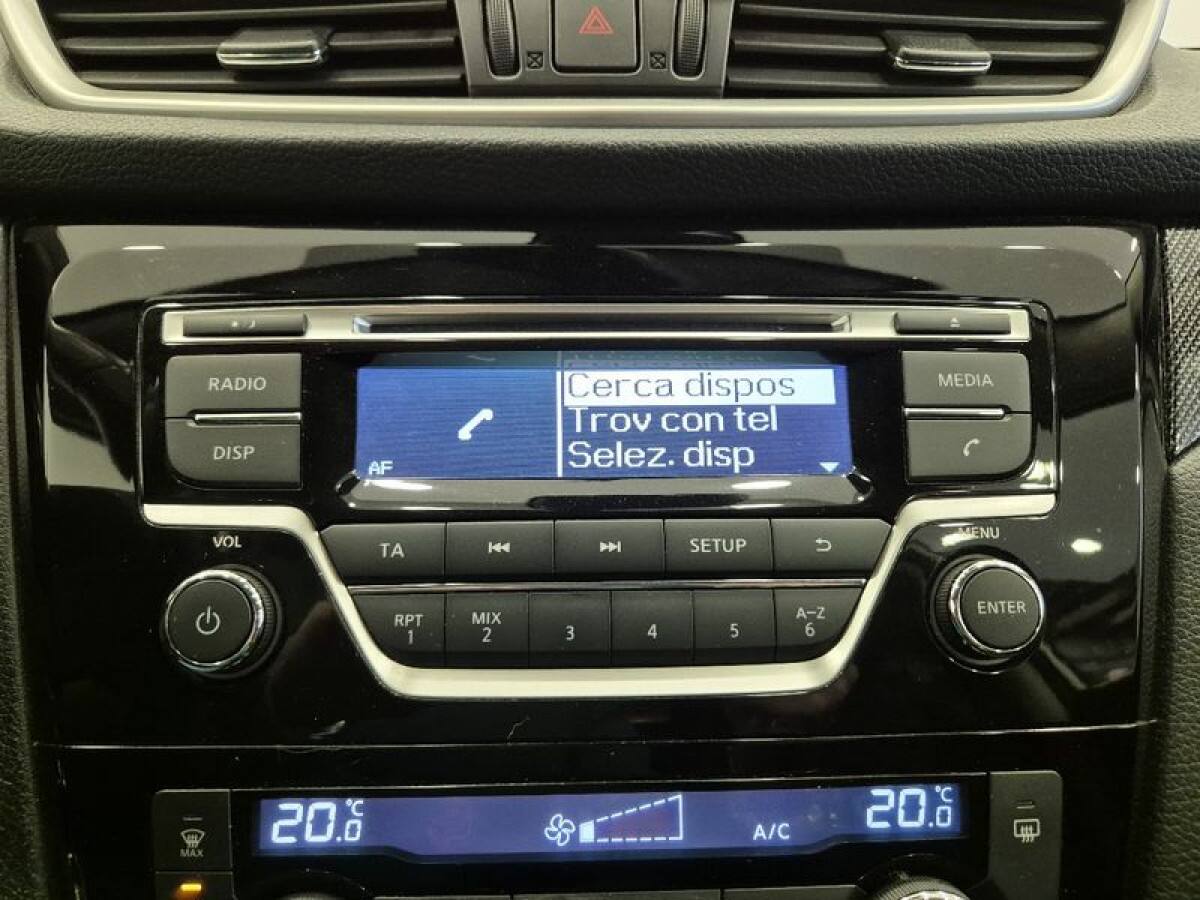 RADIO
MEDIA
DISP
Cerca dispos
Trov con tel
Selez. disp
AF
VOL
MENU
TA
SETUP
RPT
1
MIX
2
3
4
5
A-Z
6
ENTER
20.0 °C
A/C
20.0 °C
MAX